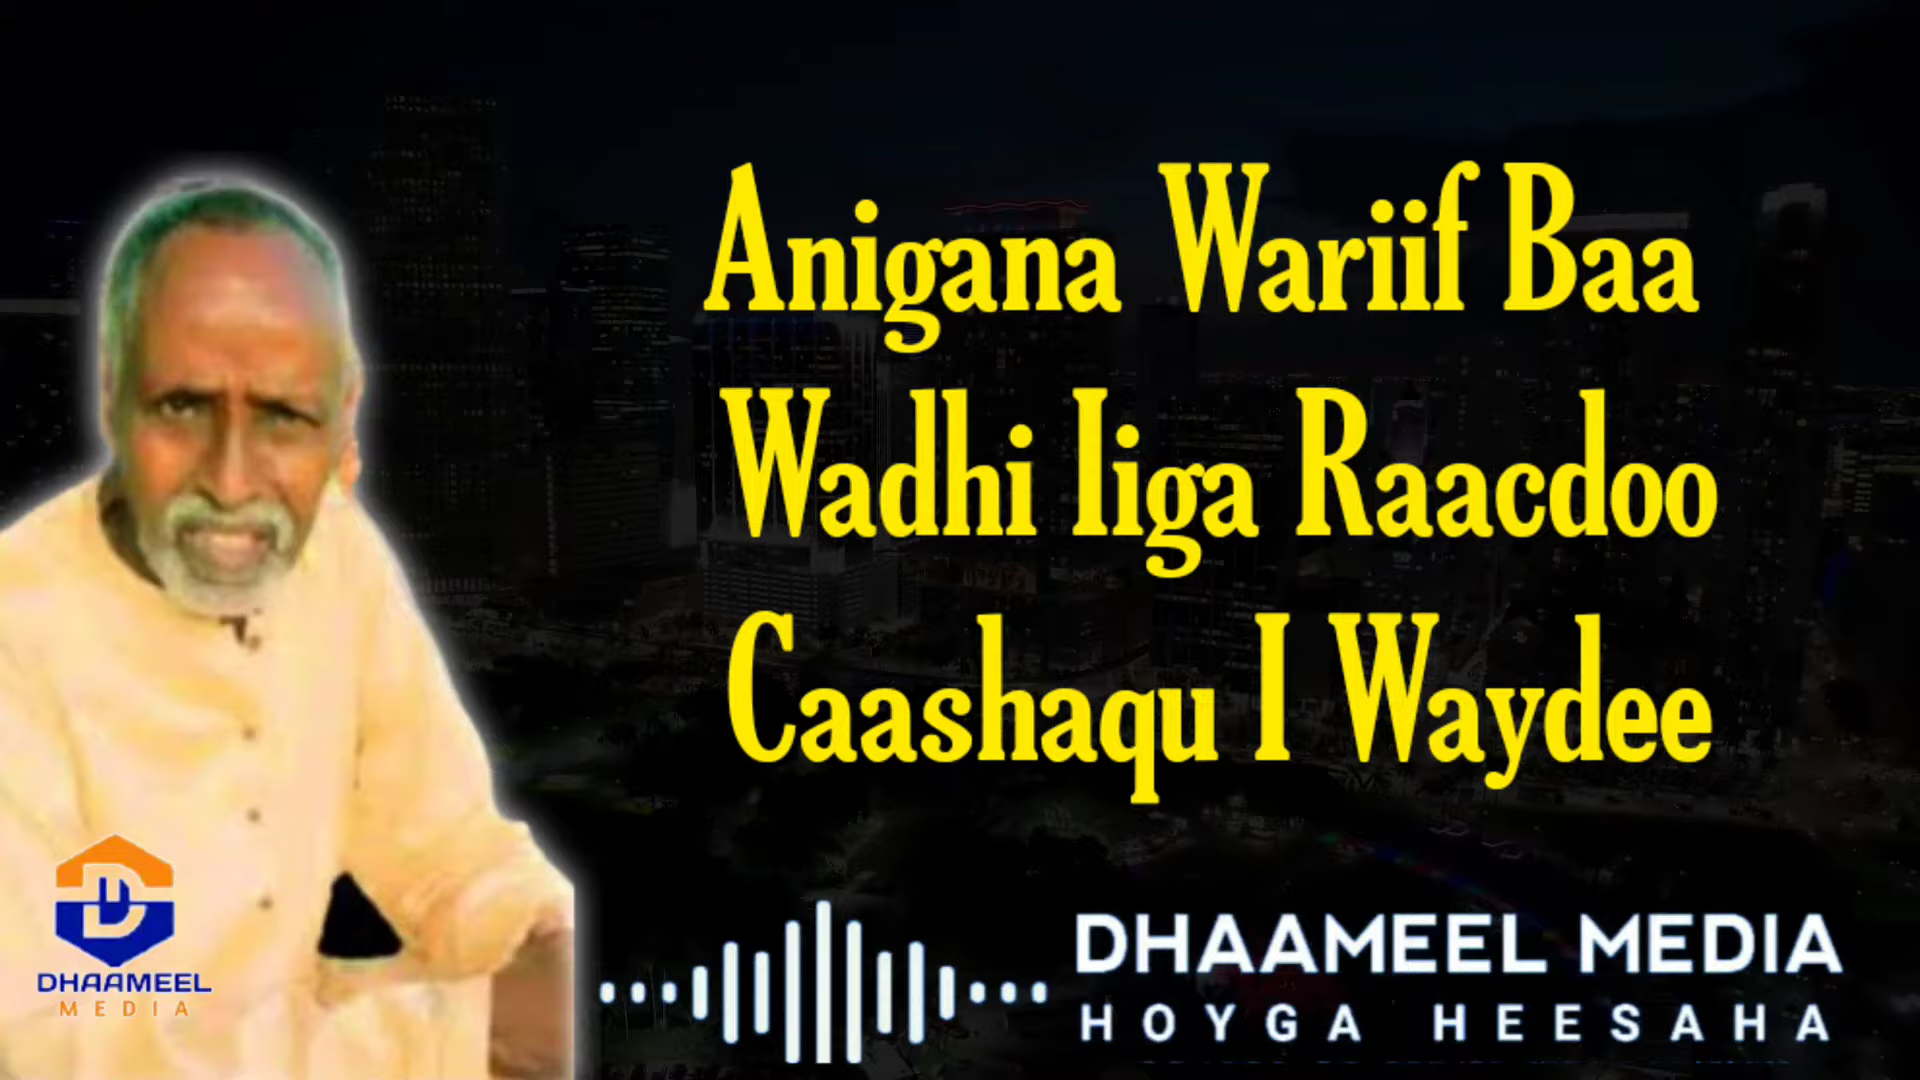 Anigana Wariif Baa
Wadhi Iiga Raacdoo
Caashaqu I Waydee
DHAAMEEL MEDIA
HOYGA HEESAHA
DHAAMEEL
MEDIA